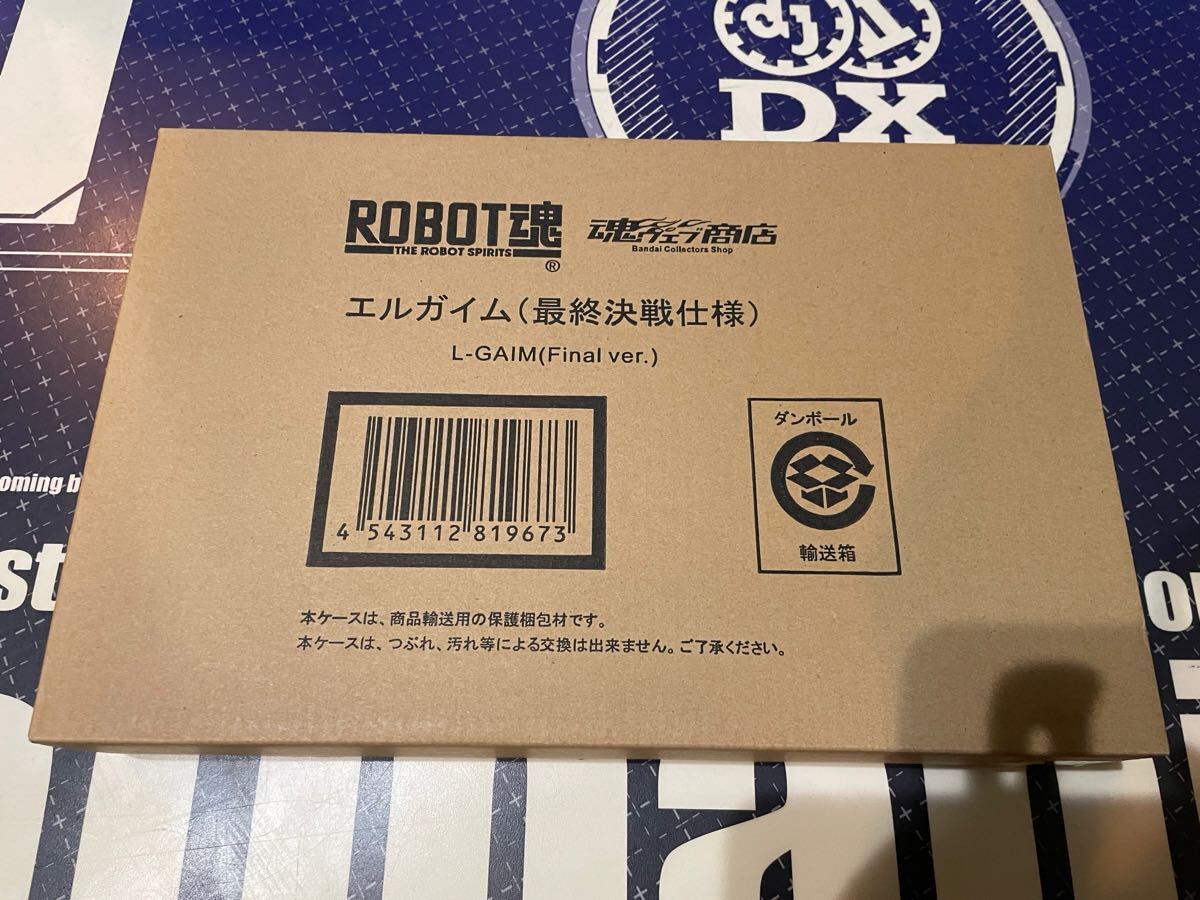 dj
DX
ROBOT魂
THE ROBOT SPIRITS
®
魂ウェブ商店
Bandai Collectors Shop
エルガイム(最終決戦仕様)
L-GAIM(Final ver.)
4 543112 819673
ダンボール
輸送箱
本ケースは、商品輸送用の保護梱包材です。
本ケースは、つぶれ、汚れ等による交換は出来ません。ご了承ください。
oming b
st